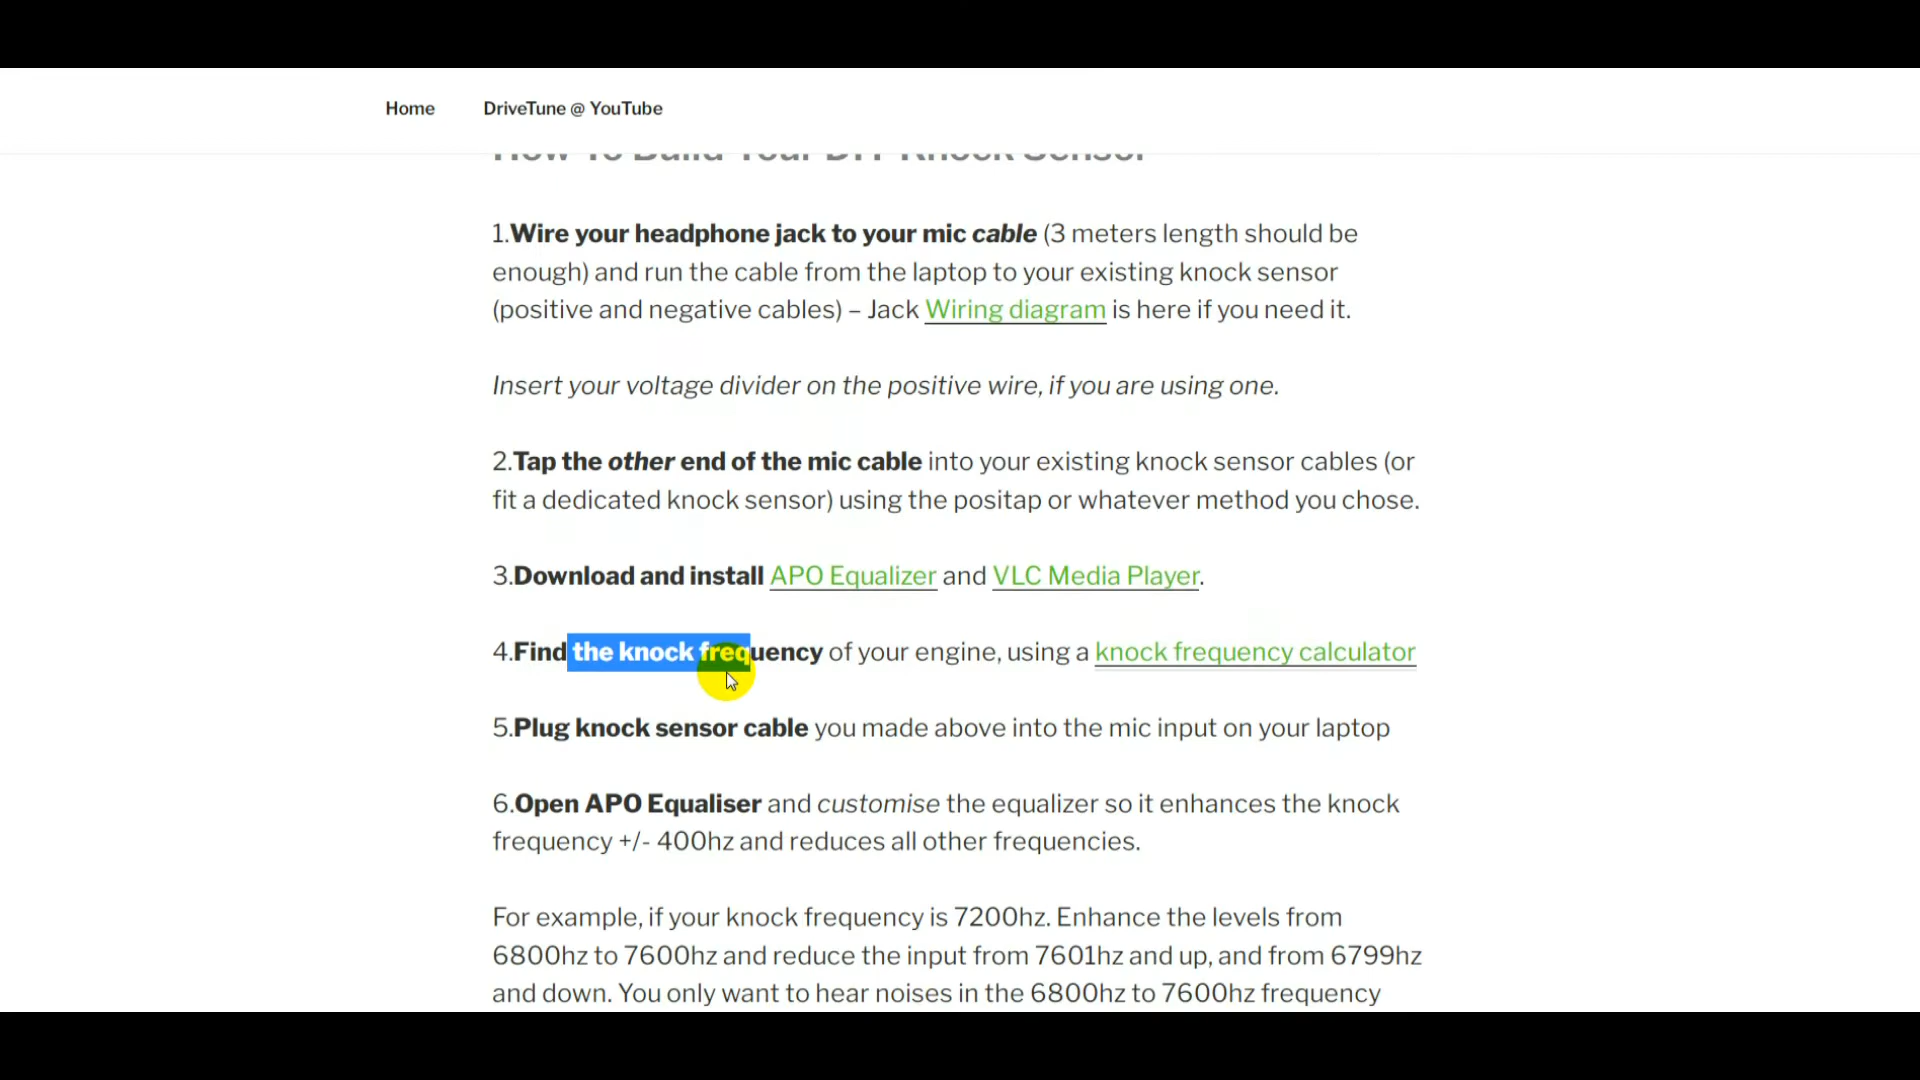 Home DriveTune @ YouTube
How To Build Your DIY Knock Sensor
1.Wire your headphone jack to your mic cable (3 meters length should be
enough) and run the cable from the laptop to your existing knock sensor
(positive and negative cables) – Jack Wiring diagram is here if you need it.
Insert your voltage divider on the positive wire, if you are using one.
2.Tap the other end of the mic cable into your existing knock sensor cables (or
fit a dedicated knock sensor) using the positap or whatever method you chose.
3.Download and install APO Equalizer and VLC Media Player.
4.Find the knock frequency of your engine, using a knock frequency calculator
5.Plug knock sensor cable you made above into the mic input on your laptop
6.Open APO Equaliser and customise the equalizer so it enhances the knock
frequency +/- 400hz and reduces all other frequencies.
For example, if your knock frequency is 7200hz. Enhance the levels from
6800hz to 7600hz and reduce the input from 7601hz and up, and from 6799hz
and down. You only want to hear noises in the 6800hz to 7600hz frequency